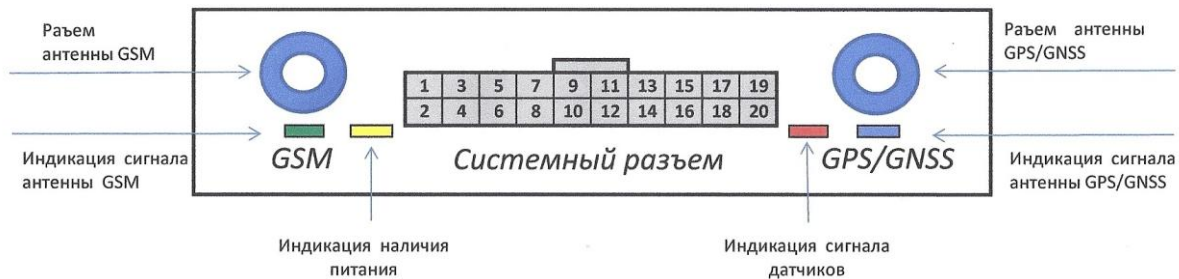 Раъем
антенны GSM
Раъем антенны
GPS/GNSS
1 3 5 7 9 11 13 15 17 19
2 4 6 8 10 12 14 16 18 20
GSM
Системный разъем
GPS/GNSS
Индикация сигнала
антенны GSM
Индикация сигнала
антенны GPS/GNSS
Индикация наличия
питания
Индикация сигнала
датчиков